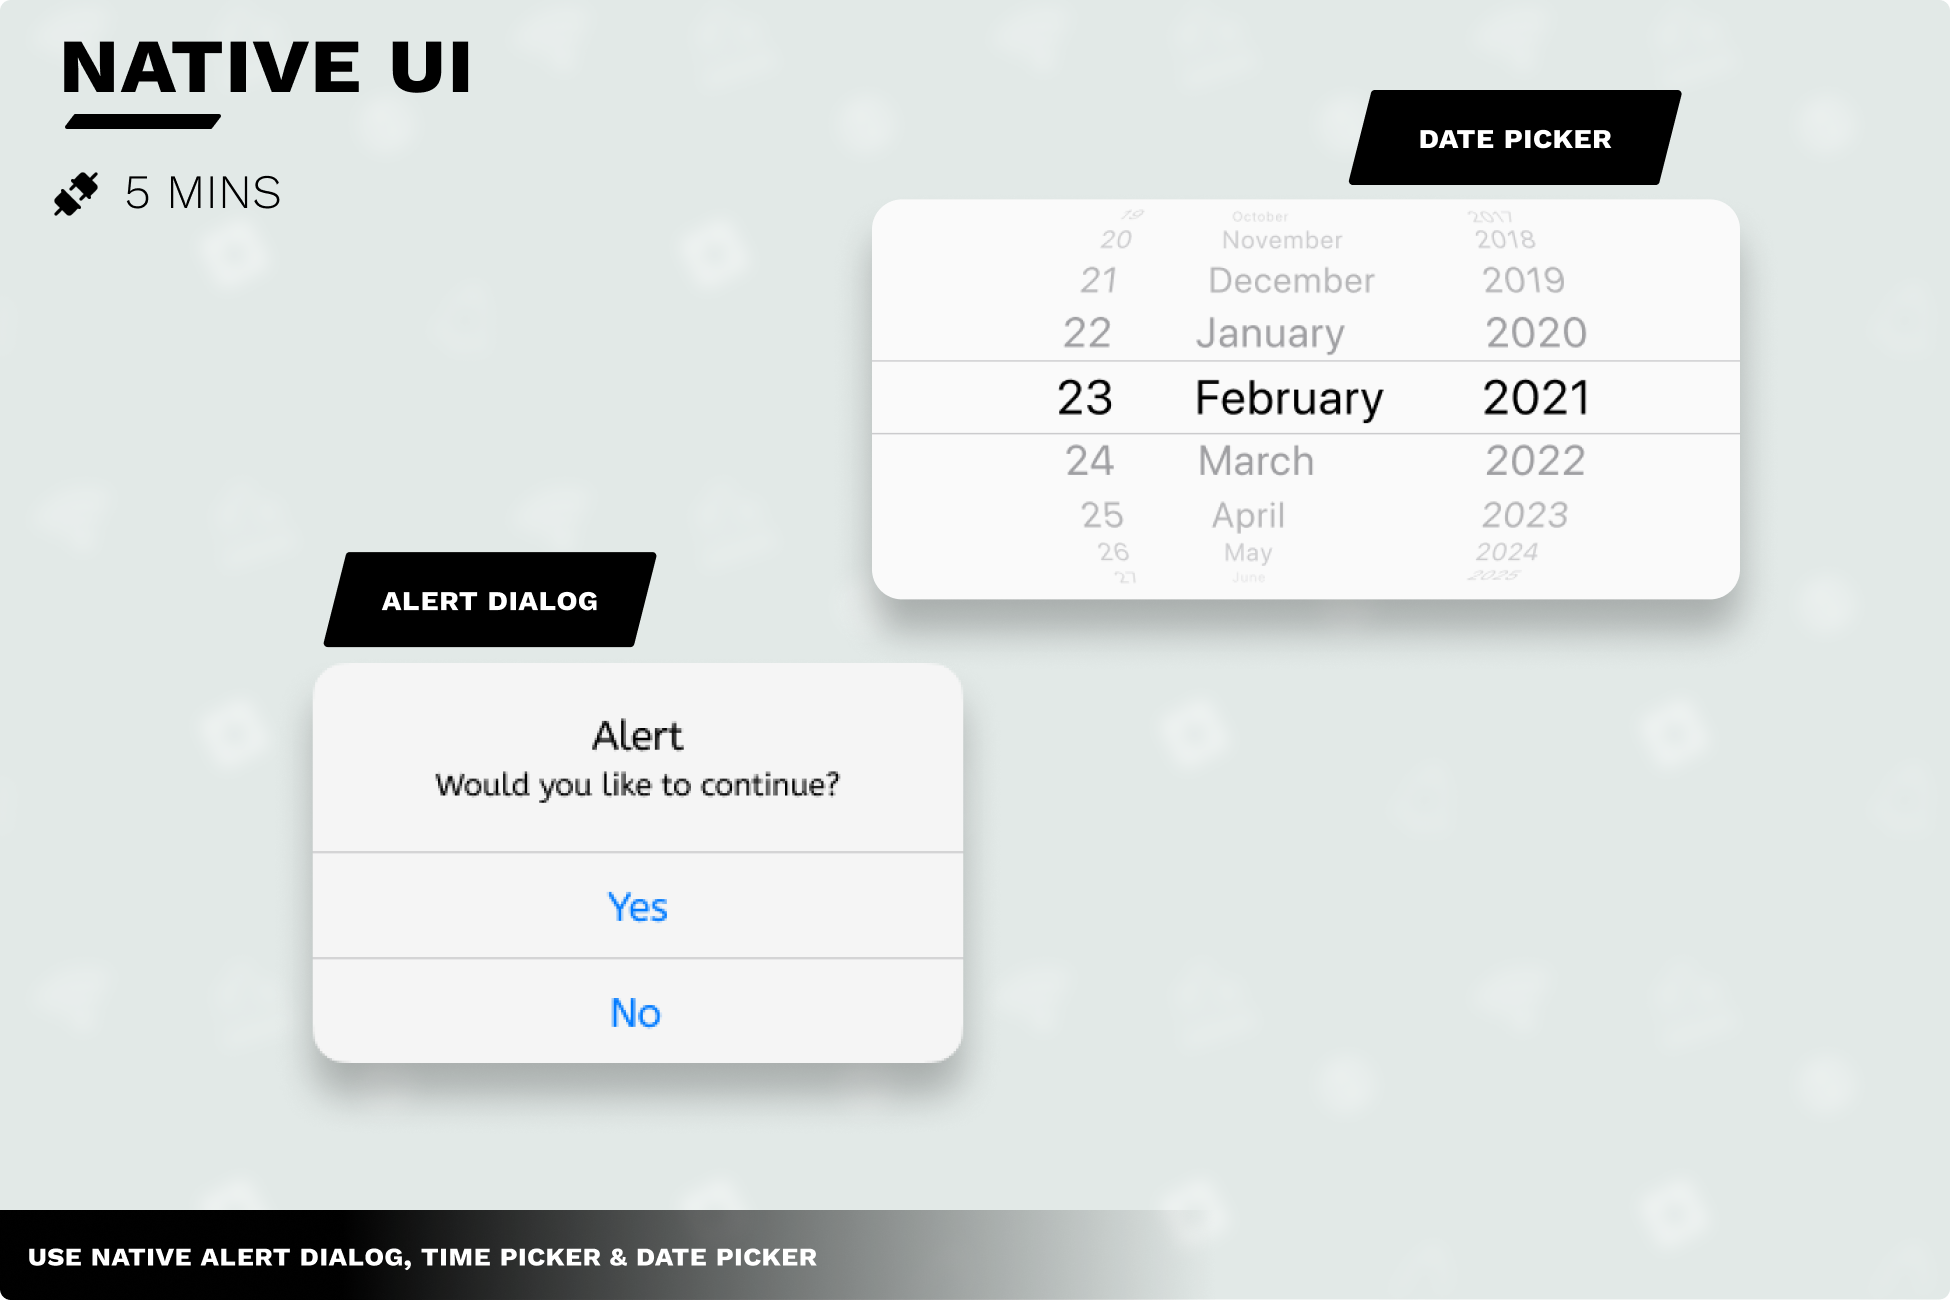 NATIVE UI
5 MINS
DATE PICKER
19 October 2017
20 November 2018
21 December 2019
22 January 2020
23 February 2021
24 March 2022
25 April 2023
26 May 2024
27 June 2025
ALERT DIALOG
Alert
Would you like to continue?
Yes
No
USE NATIVE ALERT DIALOG, TIME PICKER & DATE PICKER